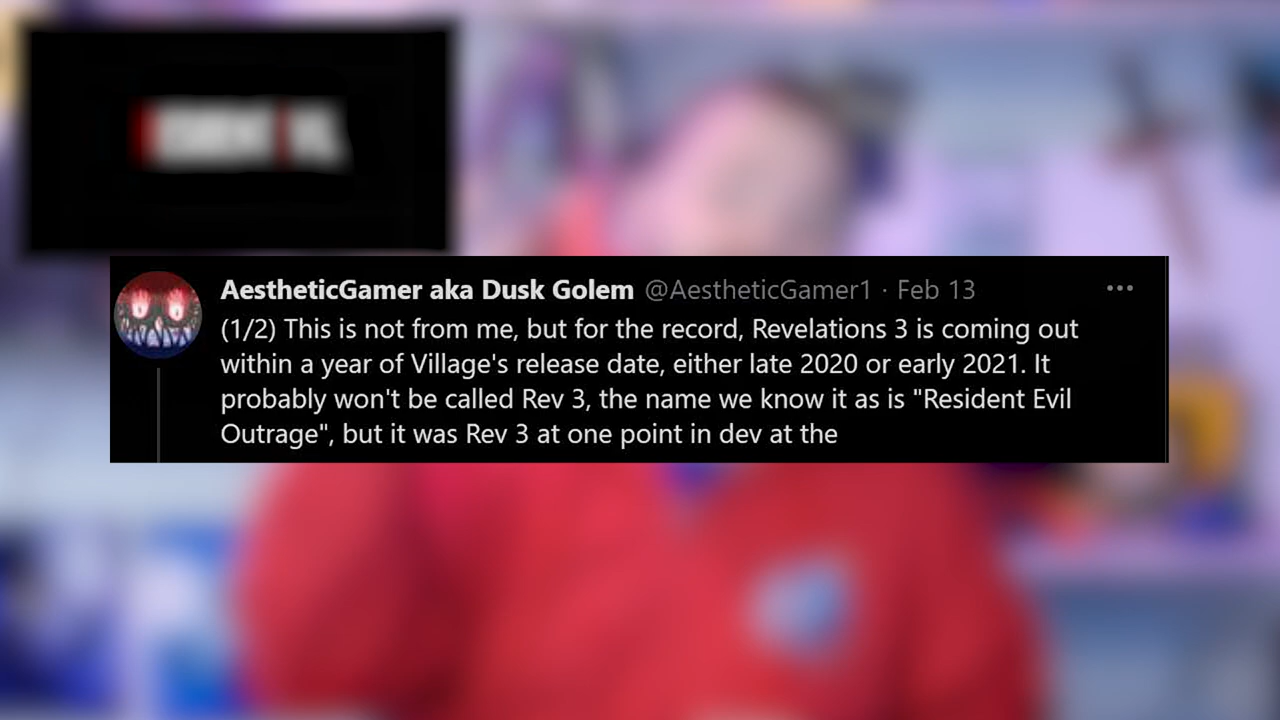 AestheticGamer aka Dusk Golem @AestheticGamer1 · Feb 13
(1/2) This is not from me, but for the record, Revelations 3 is coming out
within a year of Village's release date, either late 2020 or early 2021. It
probably won't be called Rev 3, the name we know it as is "Resident Evil
Outrage", but it was Rev 3 at one point in dev at the